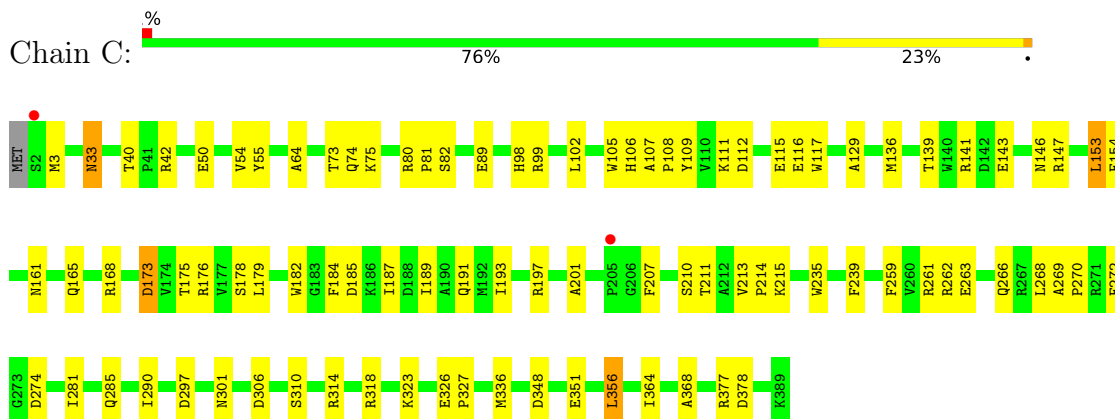 .%
Chain C:
76% 23% .
MET S2 M3 N33 T40 P41 R42 E50 V54 Y55 A64 T73 Q74 K75 R80 P81 S82 E89 H98 R99 L102 W105 H106 A107 P108 Y109 V110 K111 D112 E115 E116 W117 A129 M136 T139 W140 R141 D142 E143 N146 R147 L153
N161 Q165 R168 D173 V174 T175 R176 V177 S178 L179 W182 G183 F184 D185 K186 I187 D188 I189 A190 Q191 M192 I193 R197 A201 P205 G206 F207 S210 T211 A212 V213 P214 K215 W235 F239 F259 V260 R261 R262 E263 Q266 R267 L268 A269 P270 R271
G273 D274 I281 Q285 I290 D297 N301 D306 S310 R314 R318 K323 E326 P327 M336 D348 E351 L356 I364 A368 R377 D378 K389